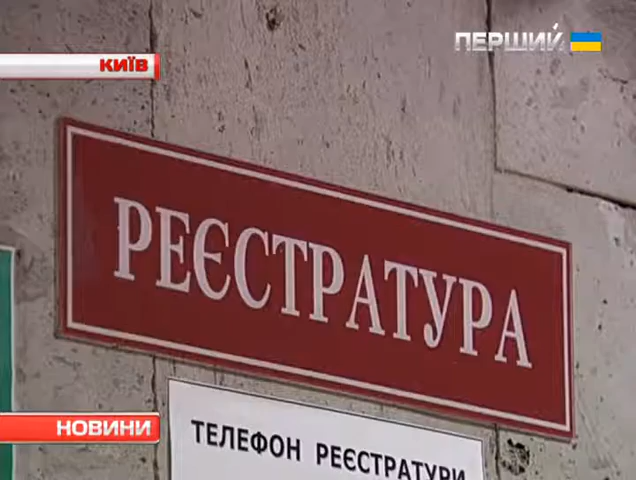 ПЕРШИЙ
КИЇВ
РЕЄСТРАТУРА
НОВИНИ
ТЕЛЕФОН РЕЄСТРАТУРИ